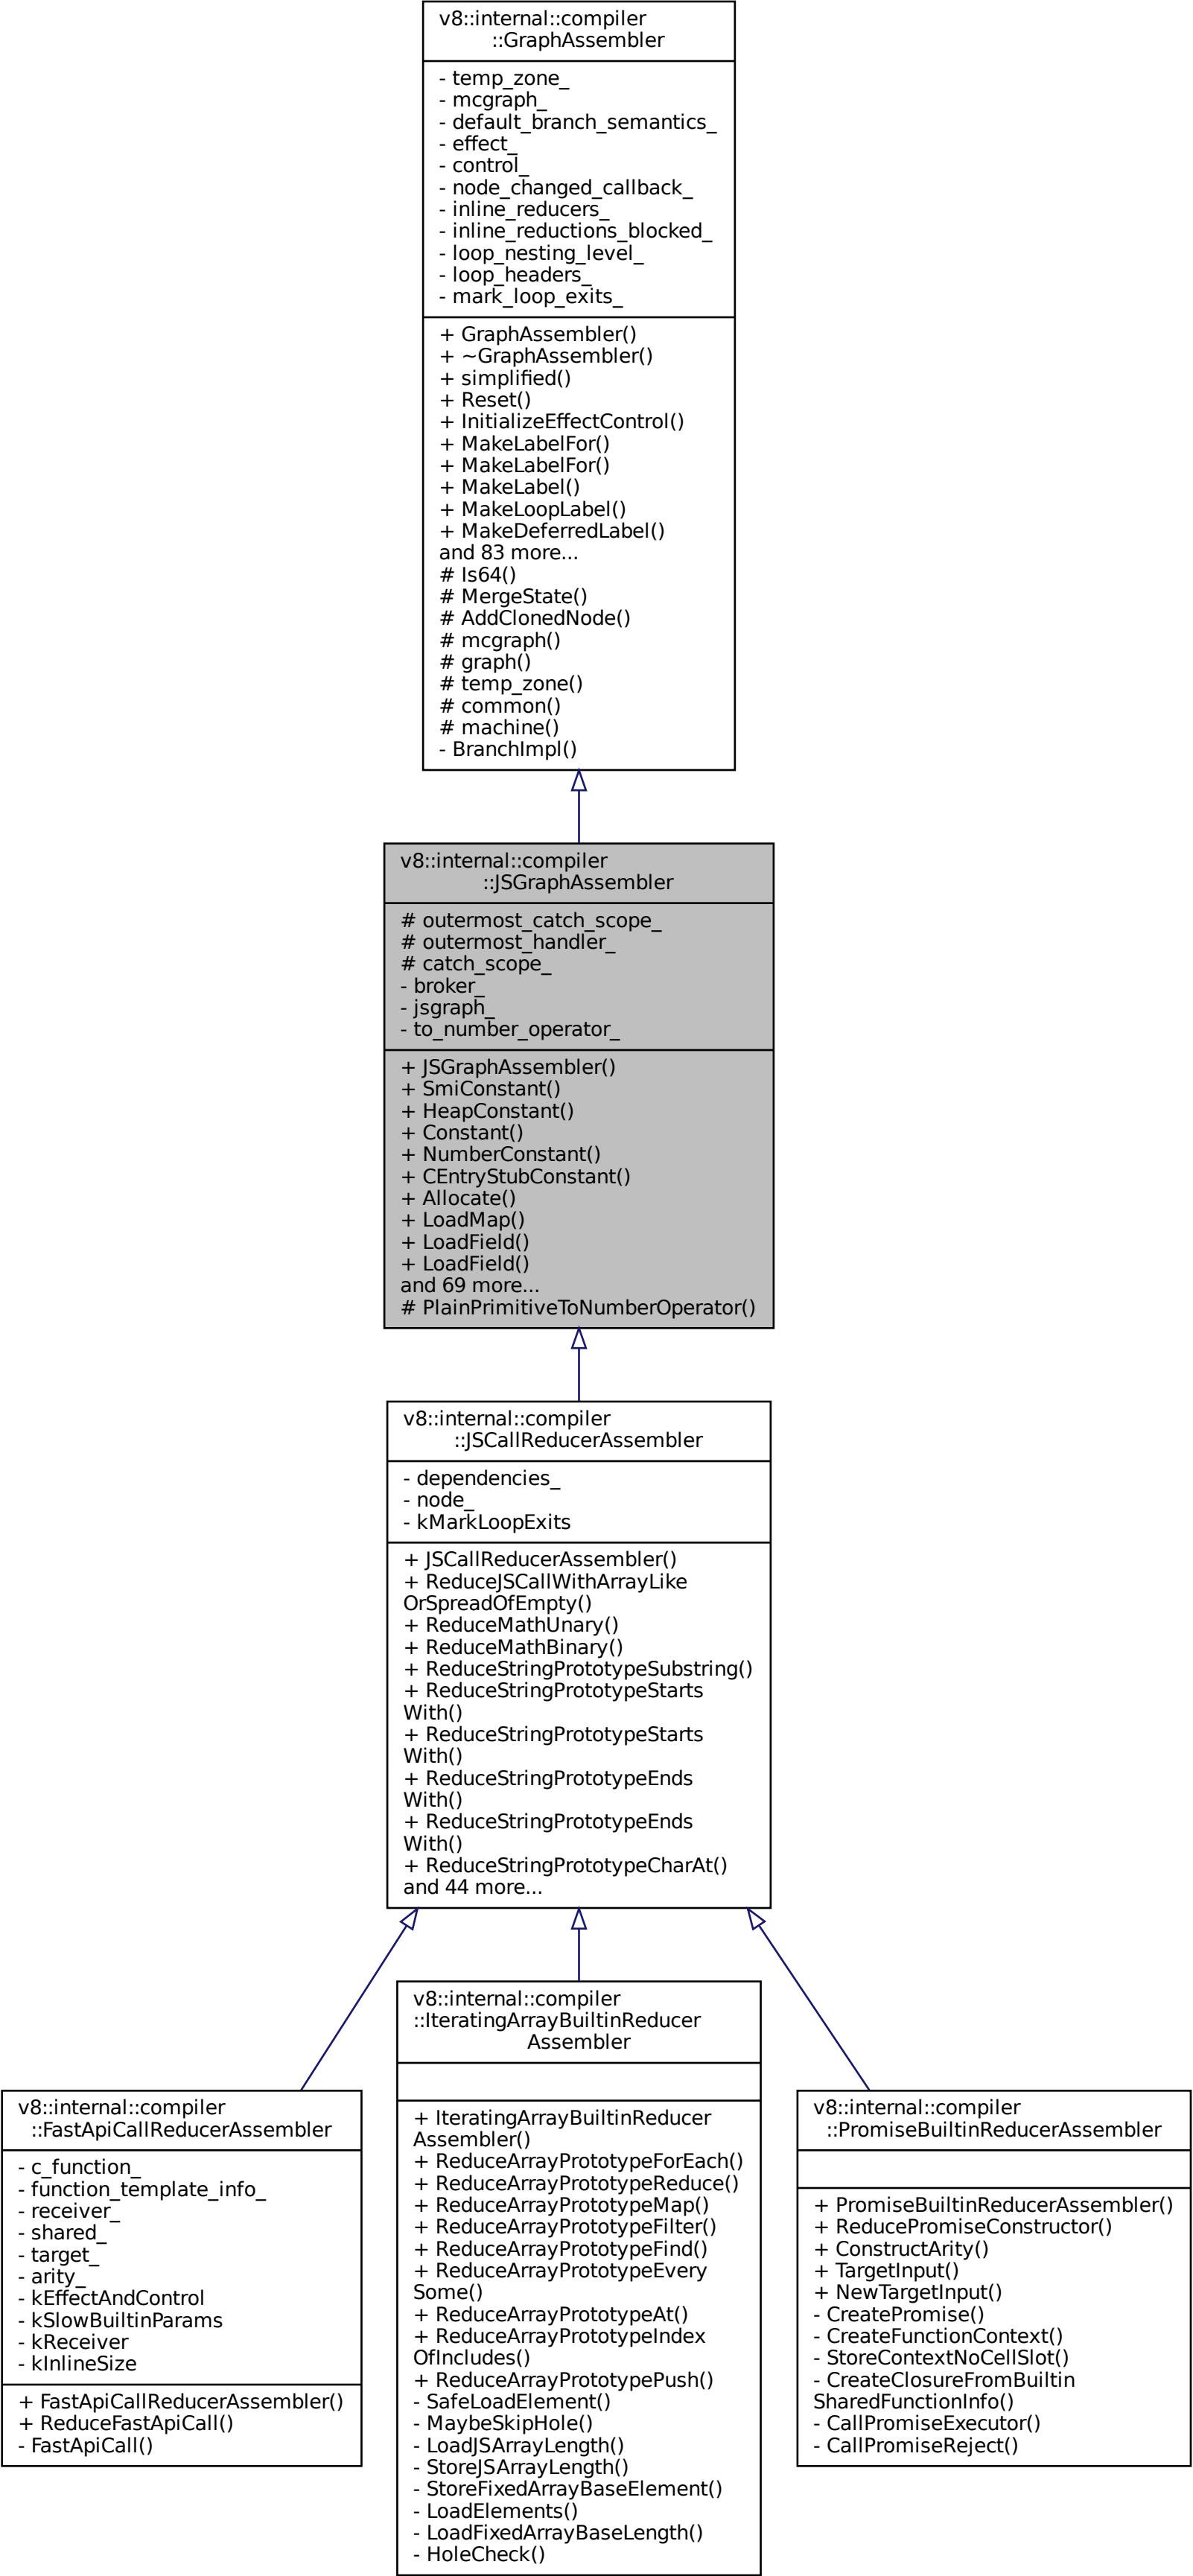 v8::internal::compiler
::GraphAssembler
- temp_zone_
- mcgraph_
- default_branch_semantics_
- effect_
- control_
- node_changed_callback_
- inline_reducers_
- inline_reductions_blocked_
- loop_nesting_level_
- loop_headers_
- mark_loop_exits_
+ GraphAssembler()
+ ~GraphAssembler()
+ simplified()
+ Reset()
+ InitializeEffectControl()
+ MakeLabelFor()
+ MakeLabelFor()
+ MakeLabel()
+ MakeLoopLabel()
+ MakeDeferredLabel()
and 83 more...
# Is64()
# MergeState()
# AddClonedNode()
# mcgraph()
# graph()
# temp_zone()
# common()
# machine()
- BranchImpl()
v8::internal::compiler
::JSGraphAssembler
# outermost_catch_scope_
# outermost_handler_
# catch_scope_
- broker_
- jsgraph_
- to_number_operator_
+ JSGraphAssembler()
+ SmiConstant()
+ HeapConstant()
+ Constant()
+ NumberConstant()
+ CEntryStubConstant()
+ Allocate()
+ LoadMap()
+ LoadField()
+ LoadField()
and 69 more...
# PlainPrimitiveToNumberOperator()
v8::internal::compiler
::JSCallReducerAssembler
- dependencies_
- node_
- kMarkLoopExits
+ JSCallReducerAssembler()
+ ReduceJSCallWithArrayLike
OrSpreadOfEmpty()
+ ReduceMathUnary()
+ ReduceMathBinary()
+ ReduceStringPrototypeSubstring()
+ ReduceStringPrototypeStarts
With()
+ ReduceStringPrototypeStarts
With()
+ ReduceStringPrototypeEnds
With()
+ ReduceStringPrototypeEnds
With()
+ ReduceStringPrototypeCharAt()
and 44 more...
v8::internal::compiler
::FastApiCallReducerAssembler
- c_function_
- function_template_info_
- receiver_
- shared_
- target_
- arity_
- kEffectAndControl
- kSlowBuiltinParams
- kReceiver
- kInlineSize
+ FastApiCallReducerAssembler()
+ ReduceFastApiCall()
- FastApiCall()
v8::internal::compiler
::IteratingArrayBuiltinReducer
Assembler
+ IteratingArrayBuiltinReducer
Assembler()
+ ReduceArrayPrototypeForEach()
+ ReduceArrayPrototypeReduce()
+ ReduceArrayPrototypeMap()
+ ReduceArrayPrototypeFilter()
+ ReduceArrayPrototypeFind()
+ ReduceArrayPrototypeEvery
Some()
+ ReduceArrayPrototypeAt()
+ ReduceArrayPrototypeIndex
OfIncludes()
+ ReduceArrayPrototypePush()
- SafeLoadElement()
- MaybeSkipHole()
- LoadJSArrayLength()
- StoreJSArrayLength()
- StoreFixedArrayBaseElement()
- LoadElements()
- LoadFixedArrayBaseLength()
- HoleCheck()
v8::internal::compiler
::PromiseBuiltinReducerAssembler
+ PromiseBuiltinReducerAssembler()
+ ReducePromiseConstructor()
+ ConstructArity()
+ TargetInput()
+ NewTargetInput()
- CreatePromise()
- CreateFunctionContext()
- StoreContextNoCellSlot()
- CreateClosureFromBuiltin
SharedFunctionInfo()
- CallPromiseExecutor()
- CallPromiseReject()